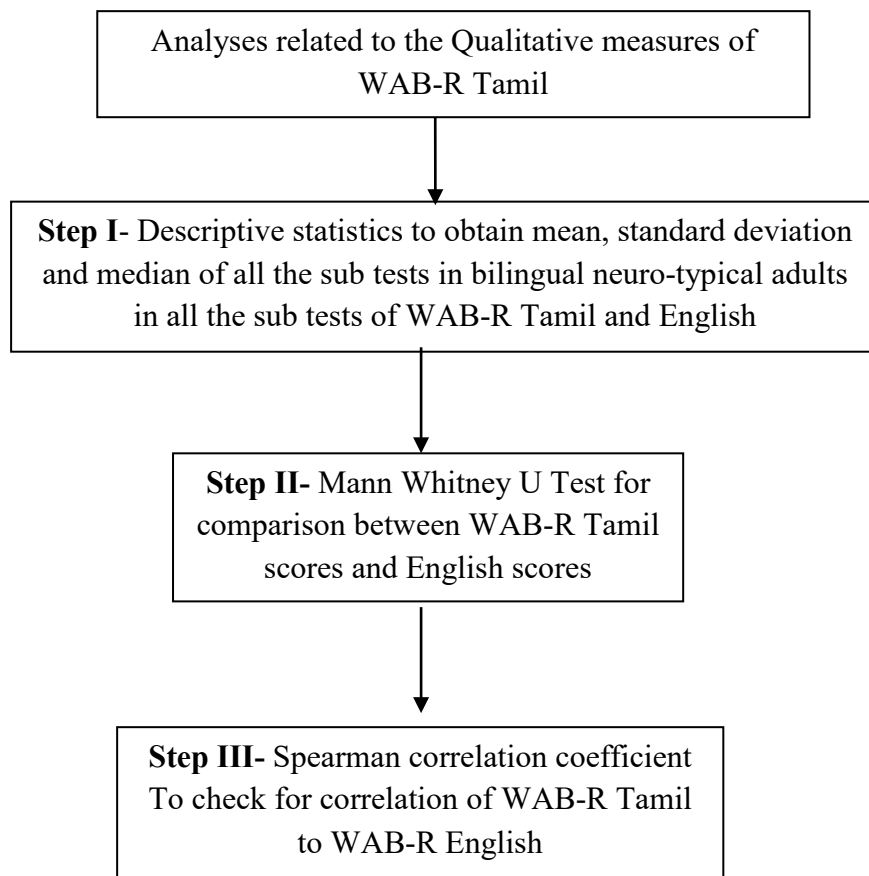 Analyses related to the Qualitative measures of
WAB-R Tamil
Step I- Descriptive statistics to obtain mean, standard deviation
and median of all the sub tests in bilingual neuro-typical adults
in all the sub tests of WAB-R Tamil and English
Step II- Mann Whitney U Test for
comparison between WAB-R Tamil
scores and English scores
Step III- Spearman correlation coefficient
To check for correlation of WAB-R Tamil
to WAB-R English